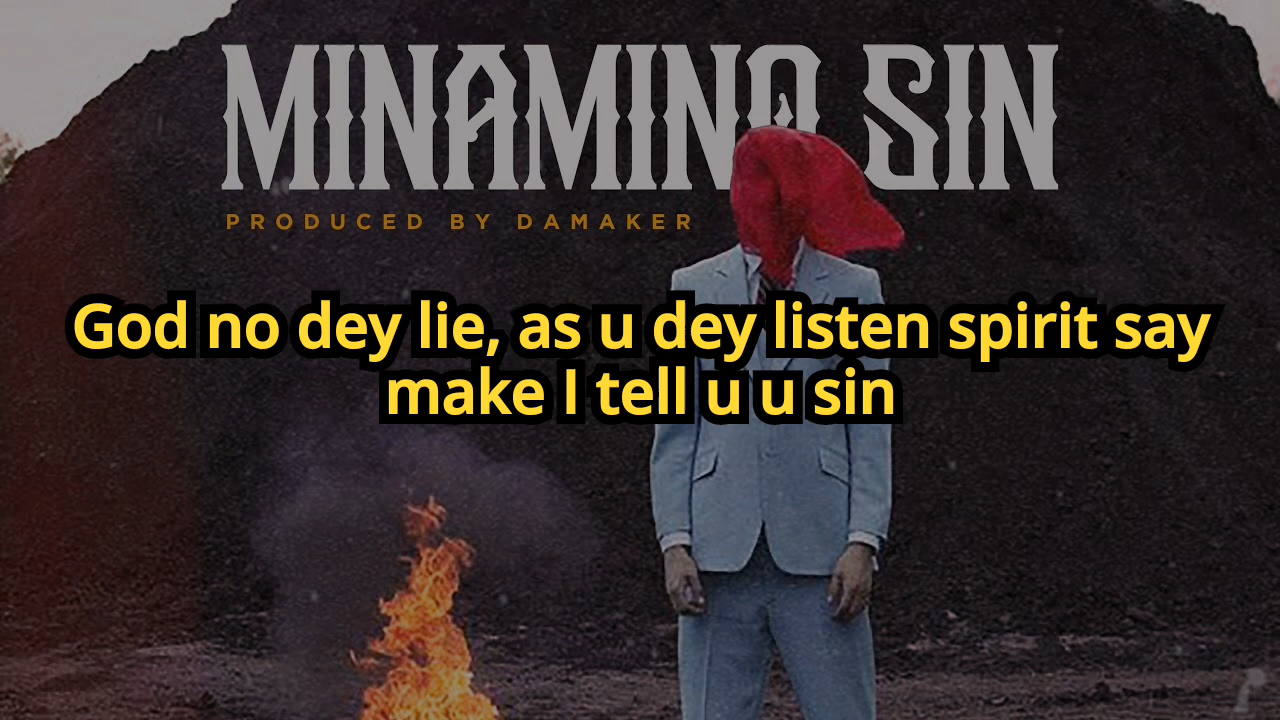 MINAMINO SIN
PRODUCED BY DAMAKER
God no dey lie, as u dey listen spirit say
make I tell u u sin